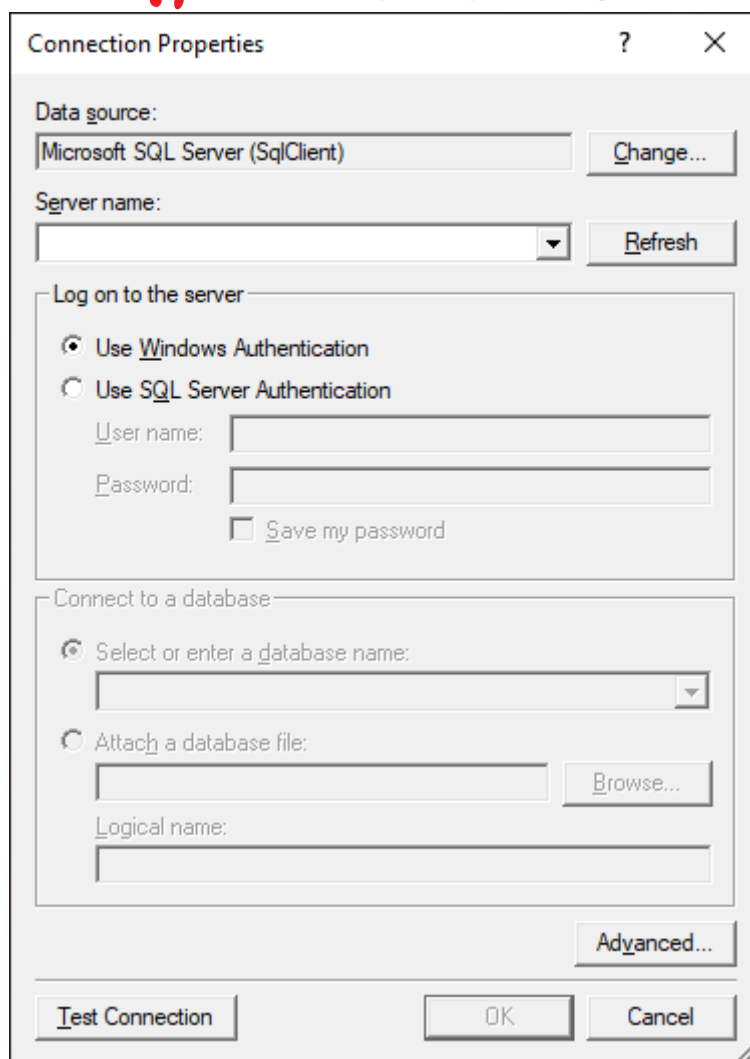 Connection Properties ?
Data source:
Microsoft SQL Server (SqlClient) Change...
Server name:
Refresh
Log on to the server
Use Windows Authentication
Use SQL Server Authentication
User name:
Password:
Save my password
Connect to a database
Select or enter a database name:
Attach a database file:
Browse...
Logical name:
Advanced...
Test Connection OK Cancel